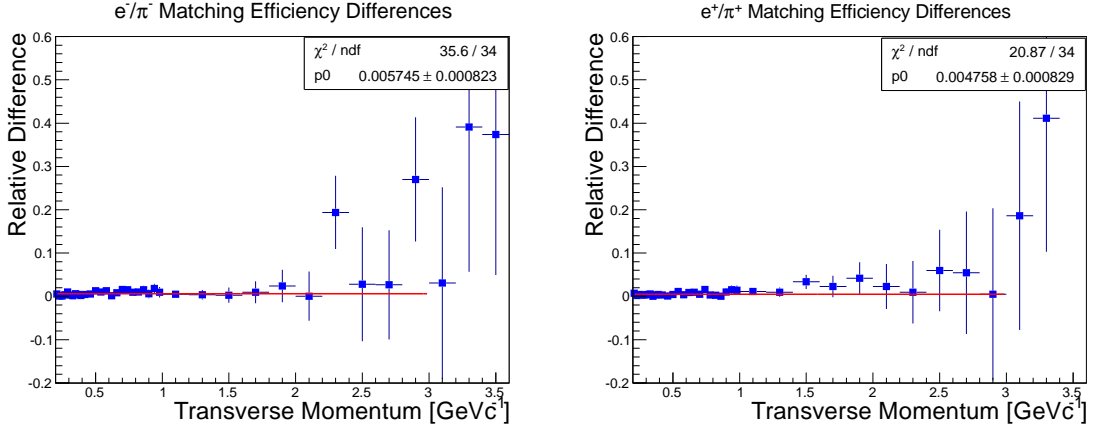 e⁻/π⁻ Matching Efficiency Differences
χ² / ndf 35.6 / 34
p0 0.005745 ± 0.000823
Relative Difference
0.6
0.5
0.4
0.3
0.2
0.1
0
-0.1
-0.2
0.5 1 1.5 2 2.5 3 3.5
Transverse Momentum [GeV/c⁻¹]
e⁺/π⁺ Matching Efficiency Differences
χ² / ndf 20.87 / 34
p0 0.004758 ± 0.000829
Relative Difference
0.6
0.5
0.4
0.3
0.2
0.1
0
-0.1
-0.2
0.5 1 1.5 2 2.5 3 3.5
Transverse Momentum [GeVc⁻¹]